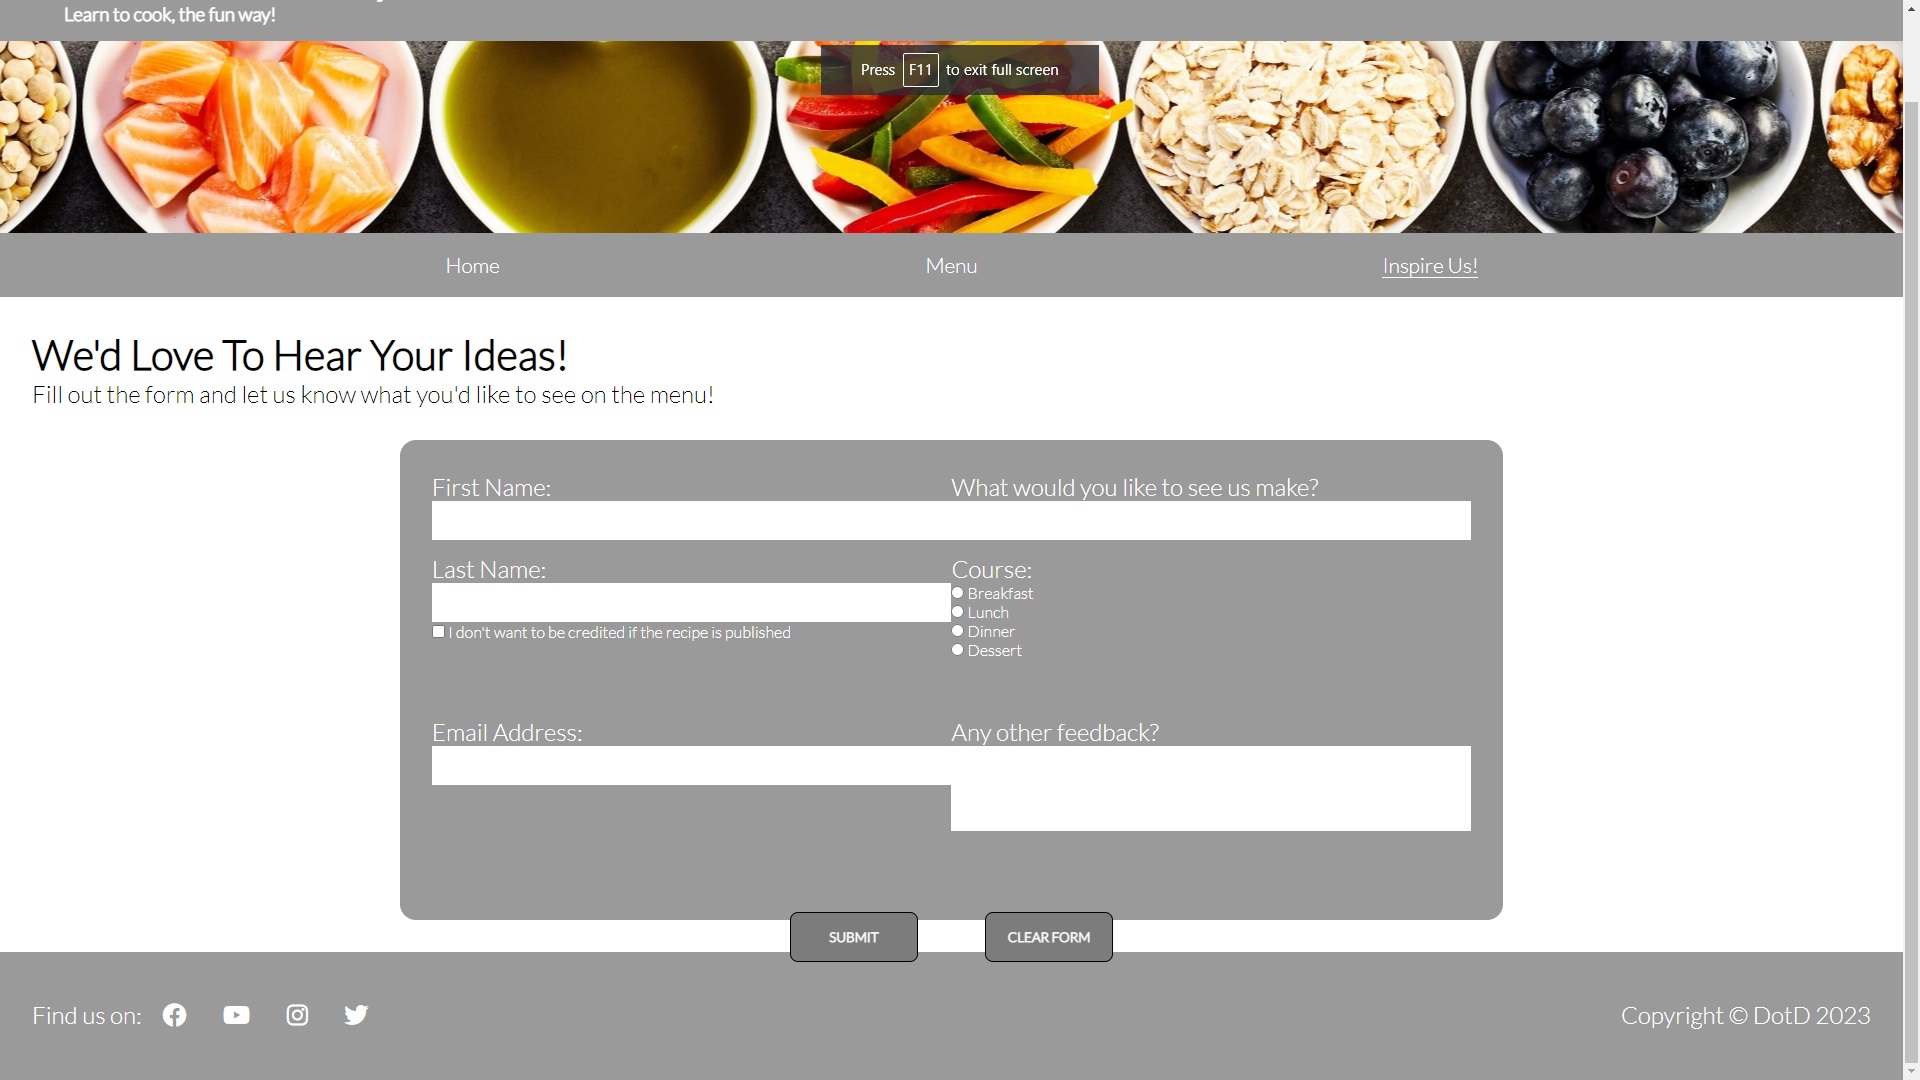 Learn to cook, the fun way!
Press F11 to exit full screen
Home Menu Inspire Us!
We'd Love To Hear Your Ideas!
Fill out the form and let us know what you'd like to see on the menu!
First Name:
What would you like to see us make?
Last Name:
I don't want to be credited if the recipe is published
Course:
Breakfast
Lunch
Dinner
Dessert
Email Address:
Any other feedback?
SUBMIT CLEAR FORM
Find us on:
Copyright © DotD 2023